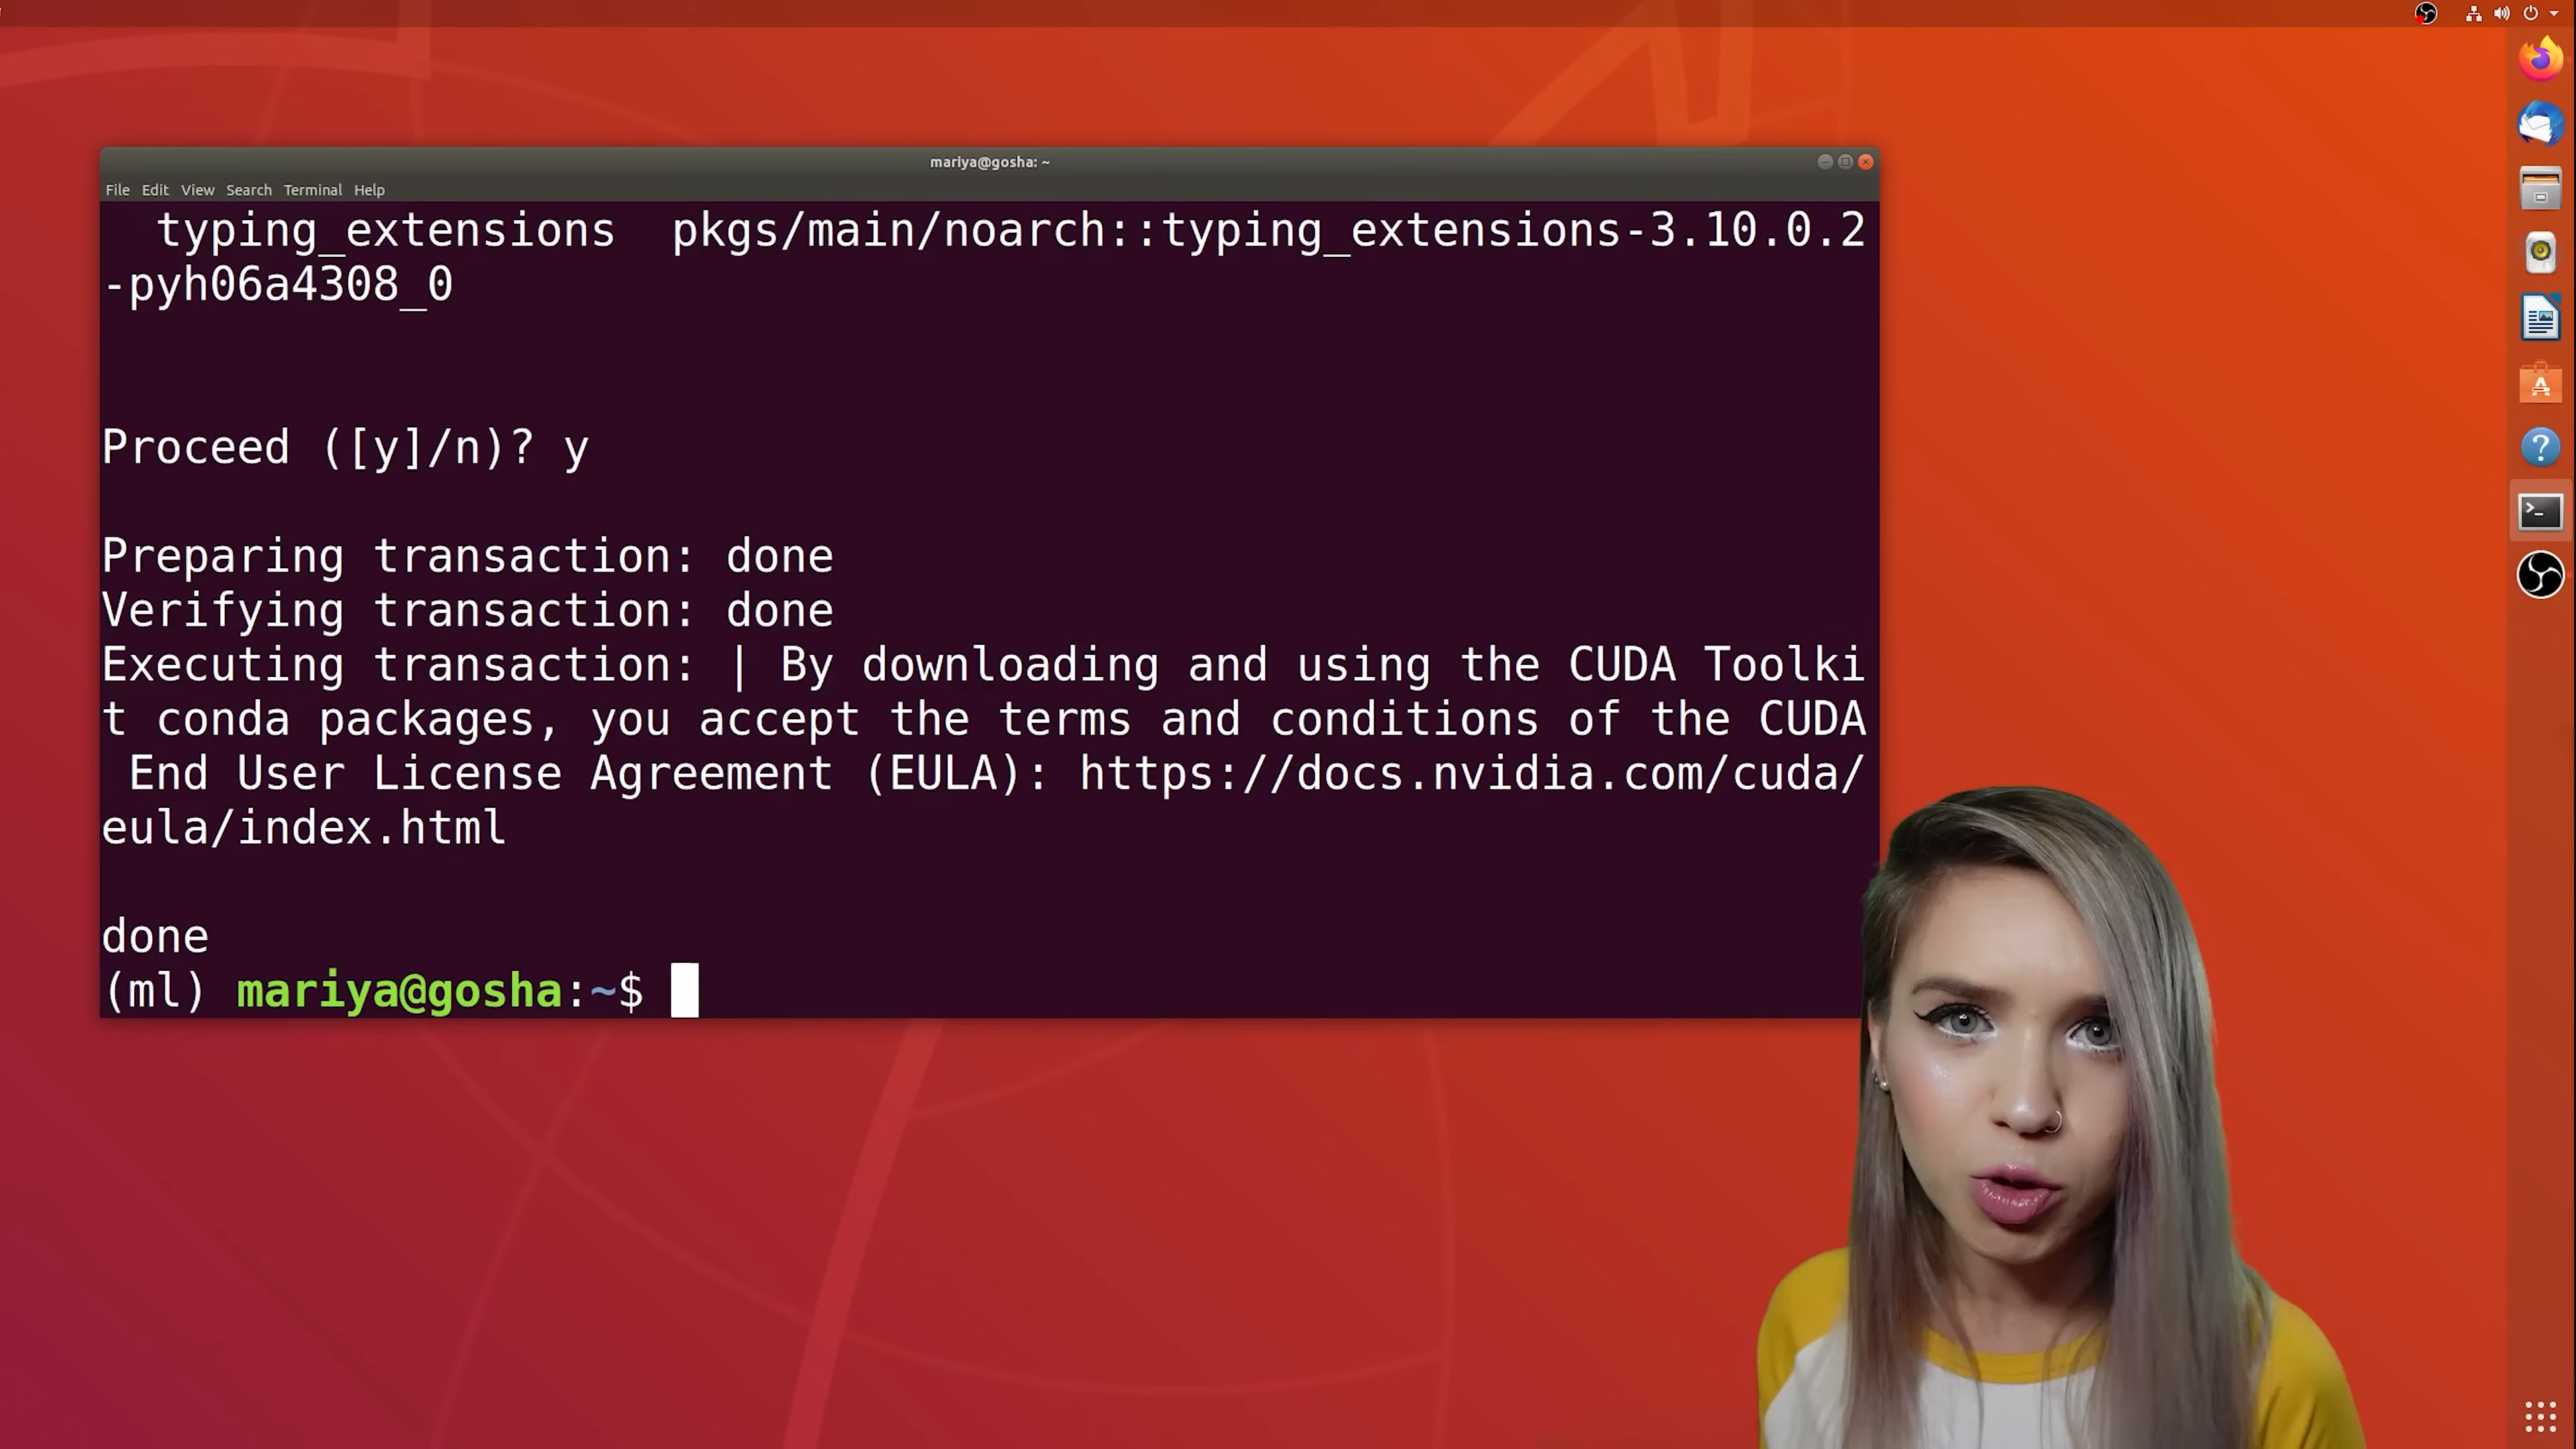 mariya@gosha: ~
File Edit View Search Terminal Help
typing_extensions pkgs/main/noarch::typing_extensions-3.10.0.2
-pyh06a4308_0
Proceed ([y]/n)? y
Preparing transaction: done
Verifying transaction: done
Executing transaction: | By downloading and using the CUDA Toolki
t conda packages, you accept the terms and conditions of the CUDA
End User License Agreement (EULA): https://docs.nvidia.com/cuda/
eula/index.html
done
(ml) mariya@gosha:~$